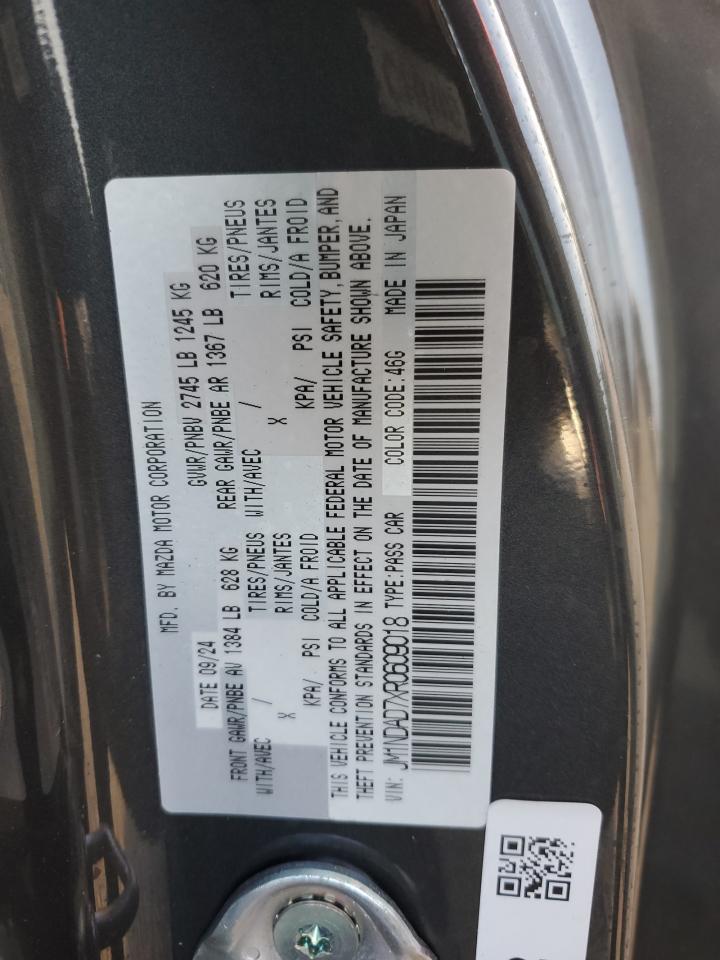 MFD. BY MAZDA MOTOR CORPORATION
DATE 09/24 GVWR/PNBV 2745 LB 1245 KG
FRONT GAWR/PNBE AV 1384 LB 628 KG REAR GAWR/PNBE AR 1367 LB 620 KG
WITH/AVEC / TIRES/PNEUS WITH/AVEC / TIRES/PNEUS
X RIMS/JANTES X RIMS/JANTES
KPA/ PSI COLD/A FROID KPA/ PSI COLD/A FROID
THIS VEHICLE CONFORMS TO ALL APPLICABLE FEDERAL MOTOR VEHICLE SAFETY, BUMPER, AND
THEFT PREVENTION STANDARDS IN EFFECT ON THE DATE OF MANUFACTURE SHOWN ABOVE.
VIN: JM1NDAD7XR0609018 TYPE:PASS CAR COLOR CODE:46G MADE IN JAPAN